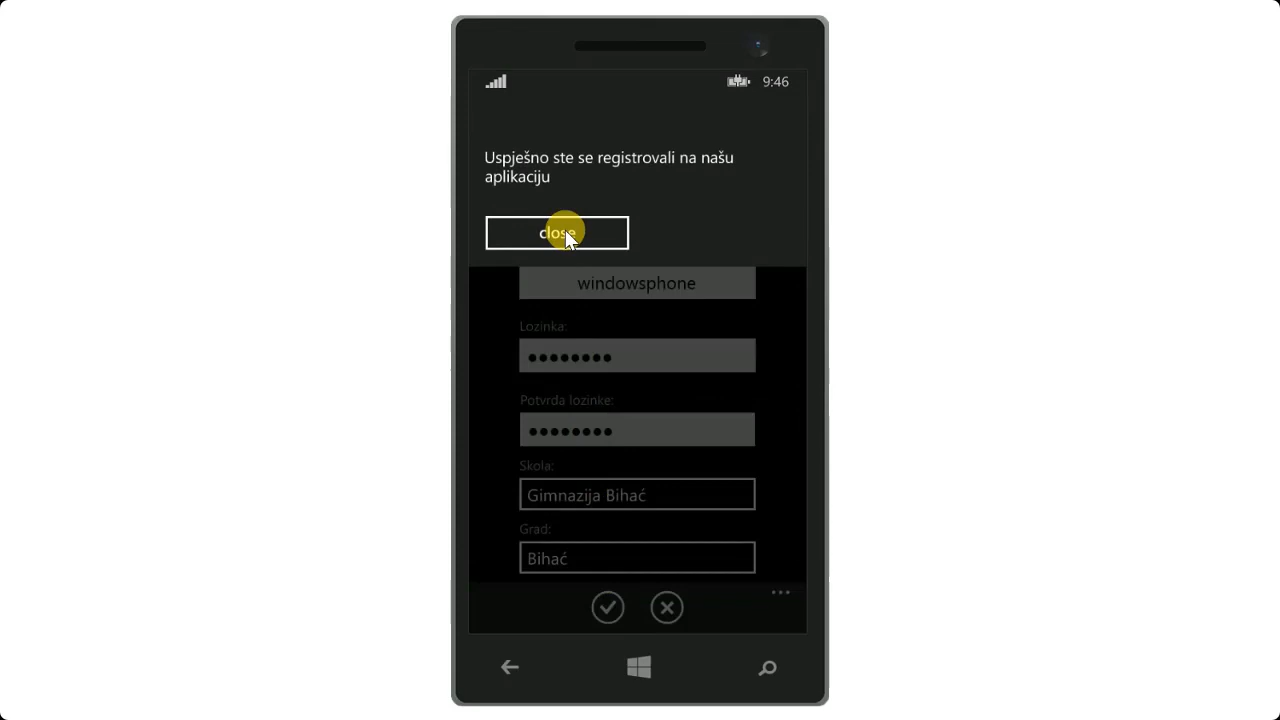 9:46
Uspješno ste se registrovali na našu
aplikaciju
close
windowsphone
Lozinka:
●●●●●●●●
Potvrda lozinke:
●●●●●●●●
Skola:
Gimnazija Bihać
Grad:
Bihać